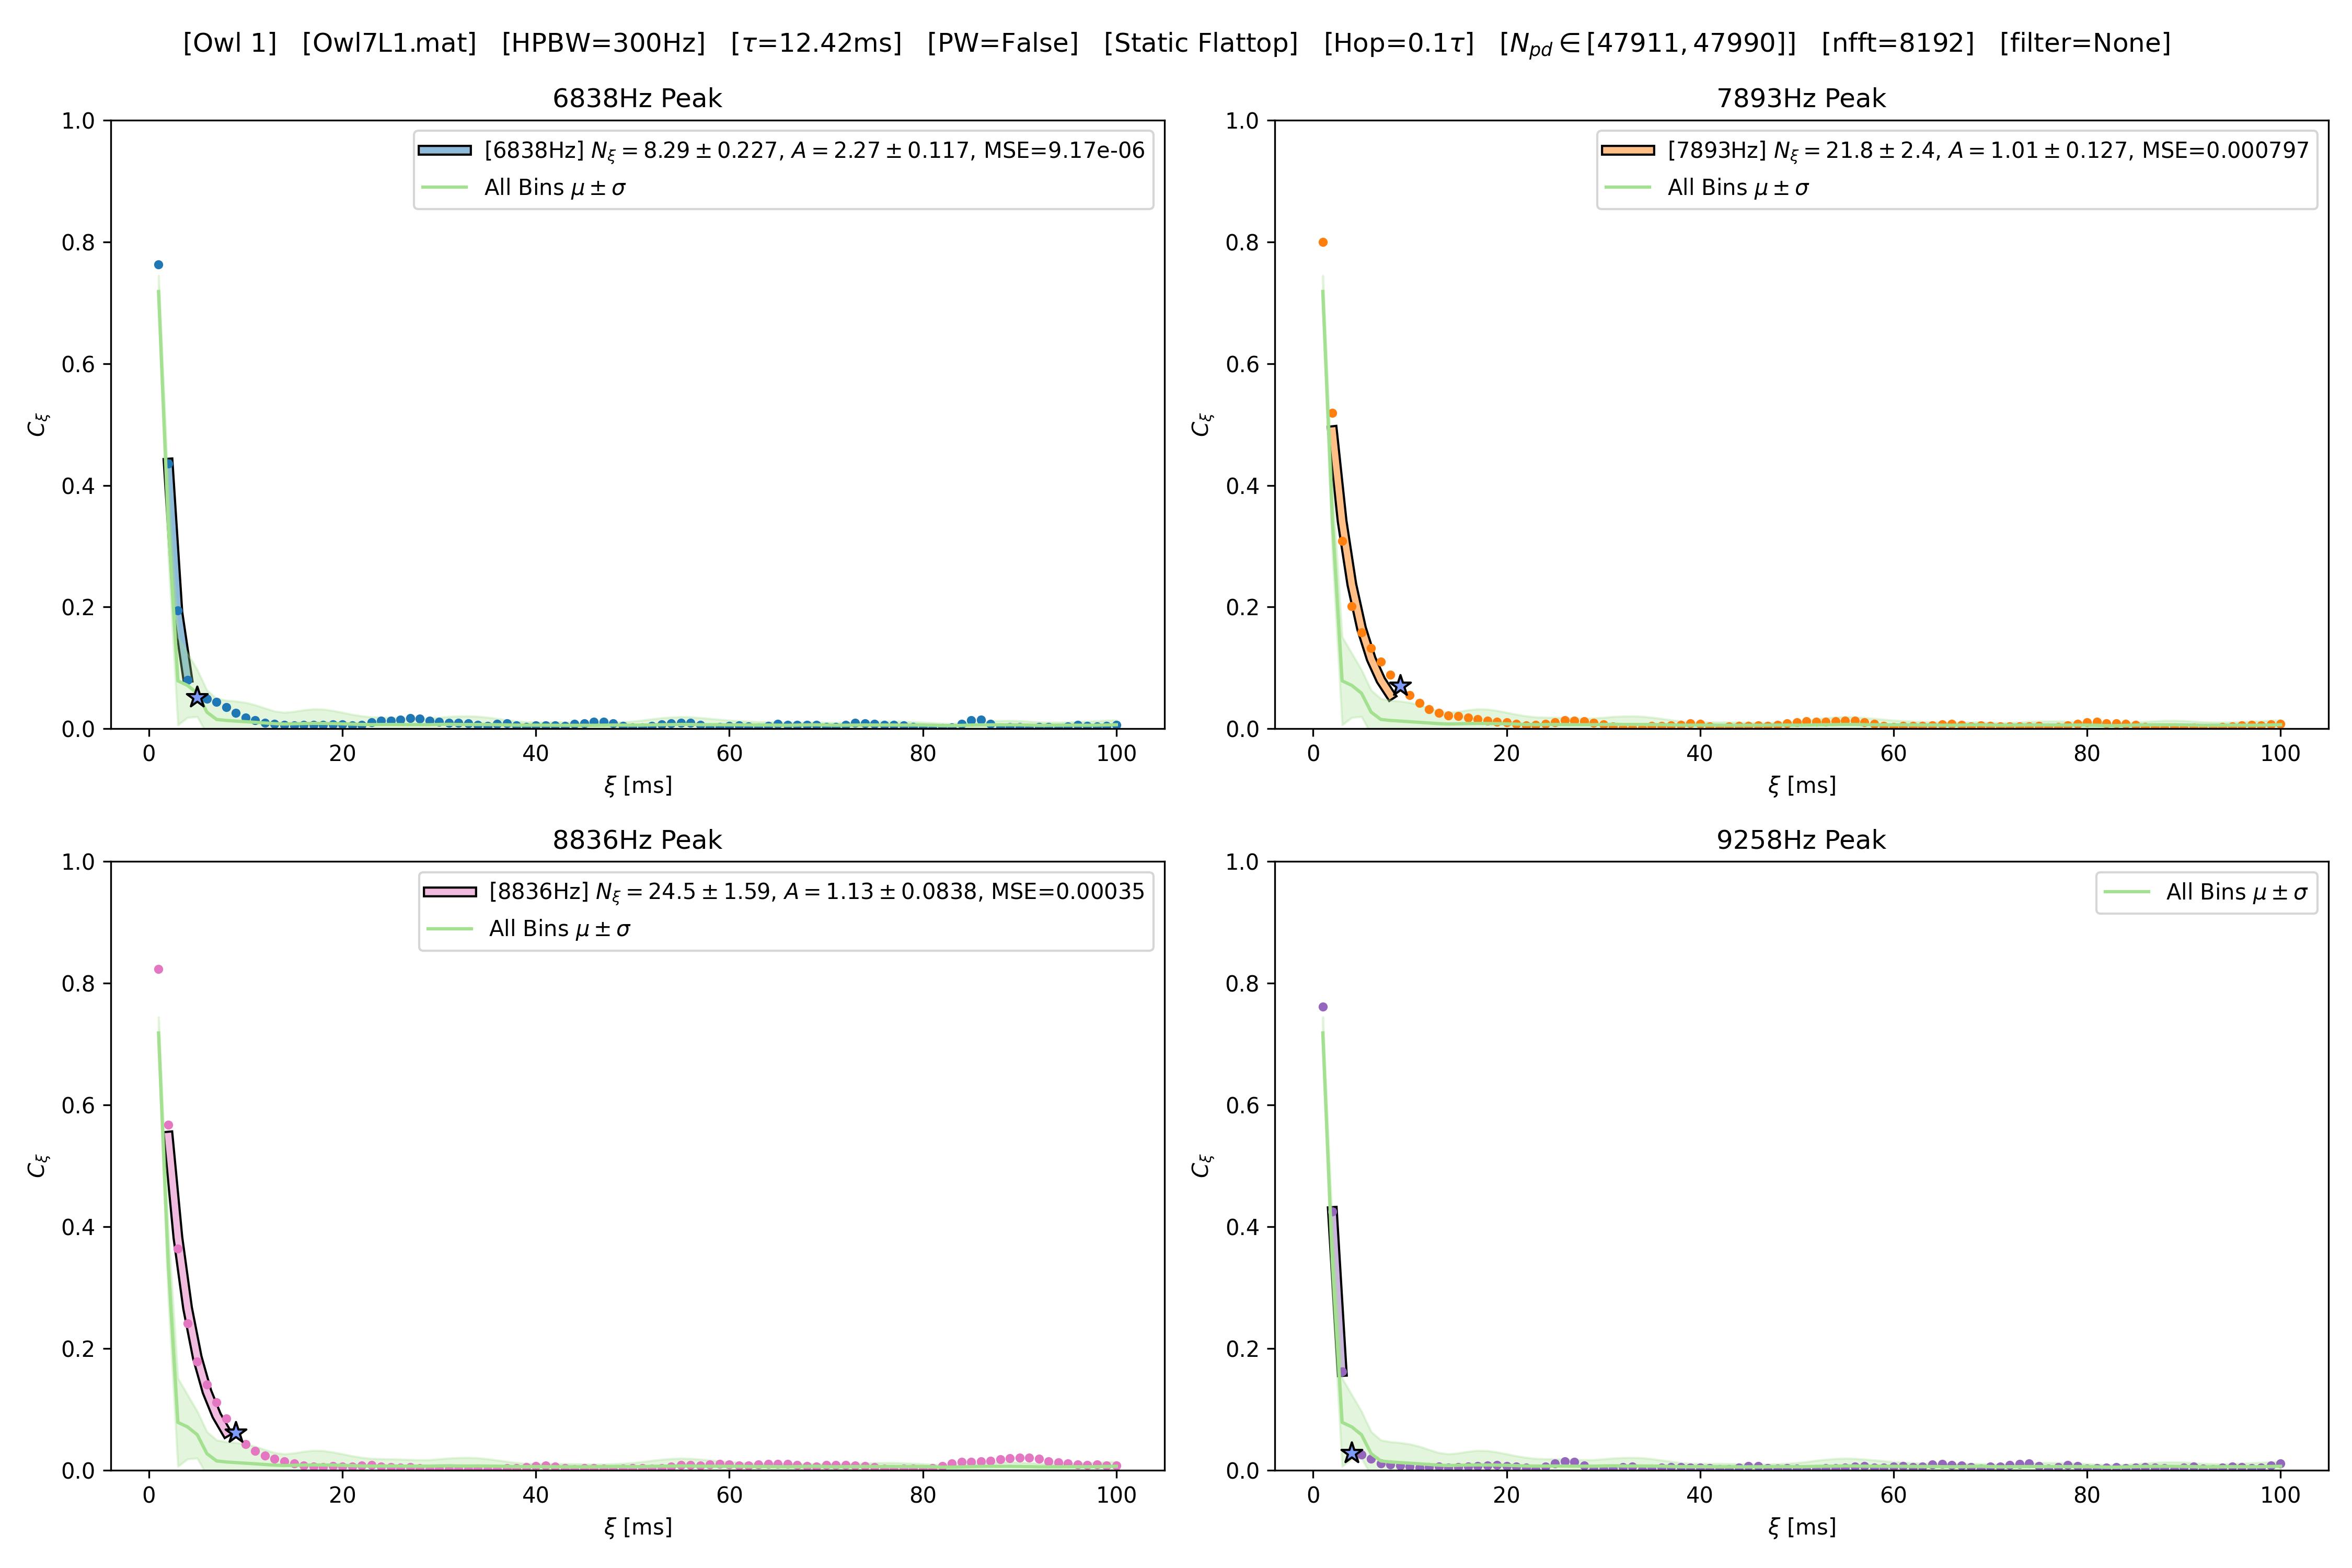 [Owl 1] [Owl7L1.mat] [HPBW=300Hz] [τ=12.42ms] [PW=False] [Static Flattop] [Hop=0.1τ] [N_pd ∈ [47911, 47990]] [nfft=8192] [filter=None]
6838Hz Peak
[6838Hz] N_ξ = 8.29 ± 0.227, A = 2.27 ± 0.117, MSE=9.17e-06
All Bins μ ± σ
1.0
0.8
0.6
0.4
0.2
0.0
C_ξ
0 20 40 60 80 100
ξ [ms]
7893Hz Peak
[7893Hz] N_ξ = 21.8 ± 2.4, A = 1.01 ± 0.127, MSE=0.000797
All Bins μ ± σ
1.0
0.8
0.6
0.4
0.2
0.0
C_ξ
0 20 40 60 80 100
ξ [ms]
8836Hz Peak
[8836Hz] N_ξ = 24.5 ± 1.59, A = 1.13 ± 0.0838, MSE=0.00035
All Bins μ ± σ
1.0
0.8
0.6
0.4
0.2
0.0
C_ξ
0 20 40 60 80 100
ξ [ms]
9258Hz Peak
All Bins μ ± σ
1.0
0.8
0.6
0.4
0.2
0.0
C_ξ
0 20 40 60 80 100
ξ [ms]